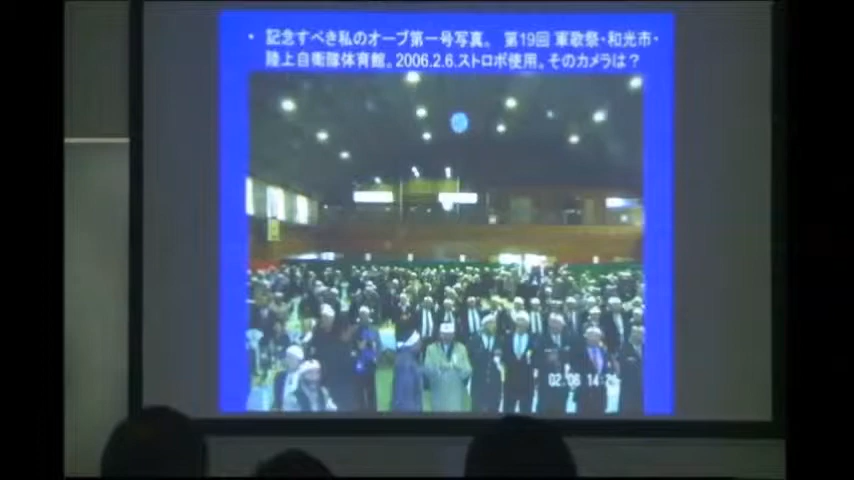 ・記念すべき私のオーブ第一号写真。 第19回 軍歌祭・和光市・
陸上自衛隊体育館。2006.2.6.ストロボ使用。そのカメラは?
02.06 14:25